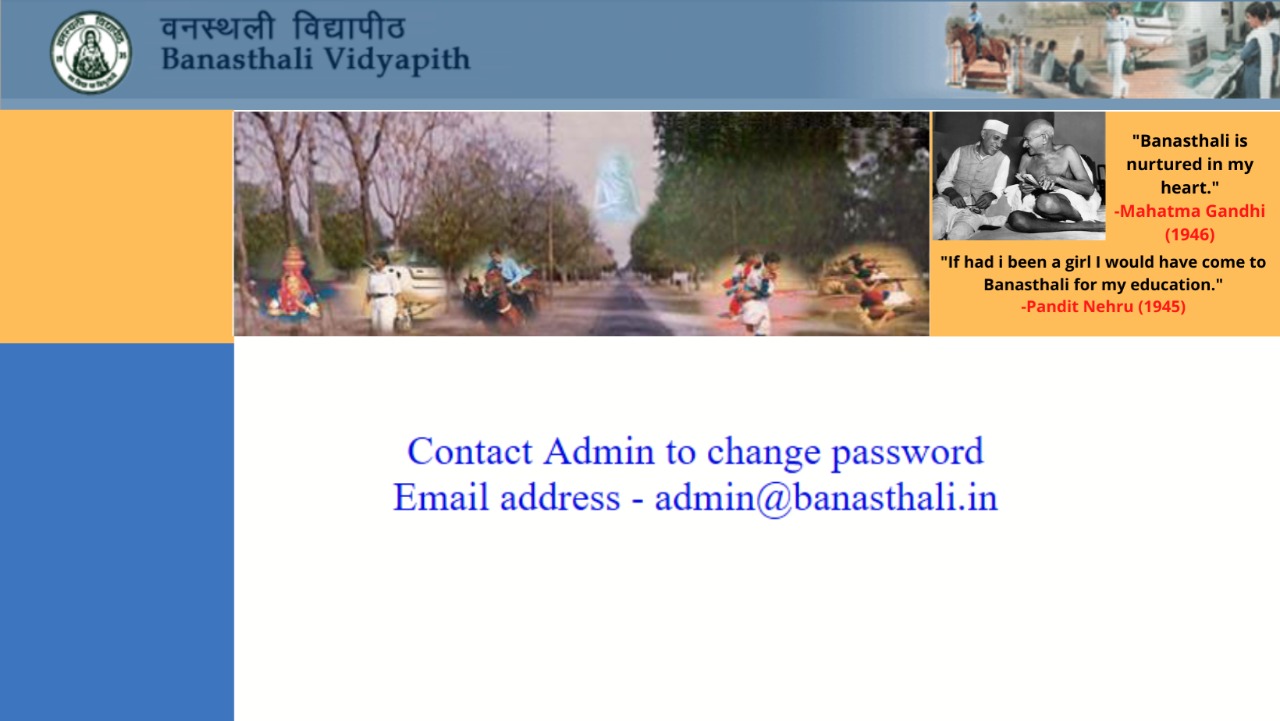 वनस्थली विद्यापीठ
Banasthali Vidyapith
"Banasthali is
nurtured in my
heart."
-Mahatma Gandhi
(1946)
"If had i been a girl I would have come to
Banasthali for my education."
-Pandit Nehru (1945)
Contact Admin to change password
Email address - admin@banasthali.in